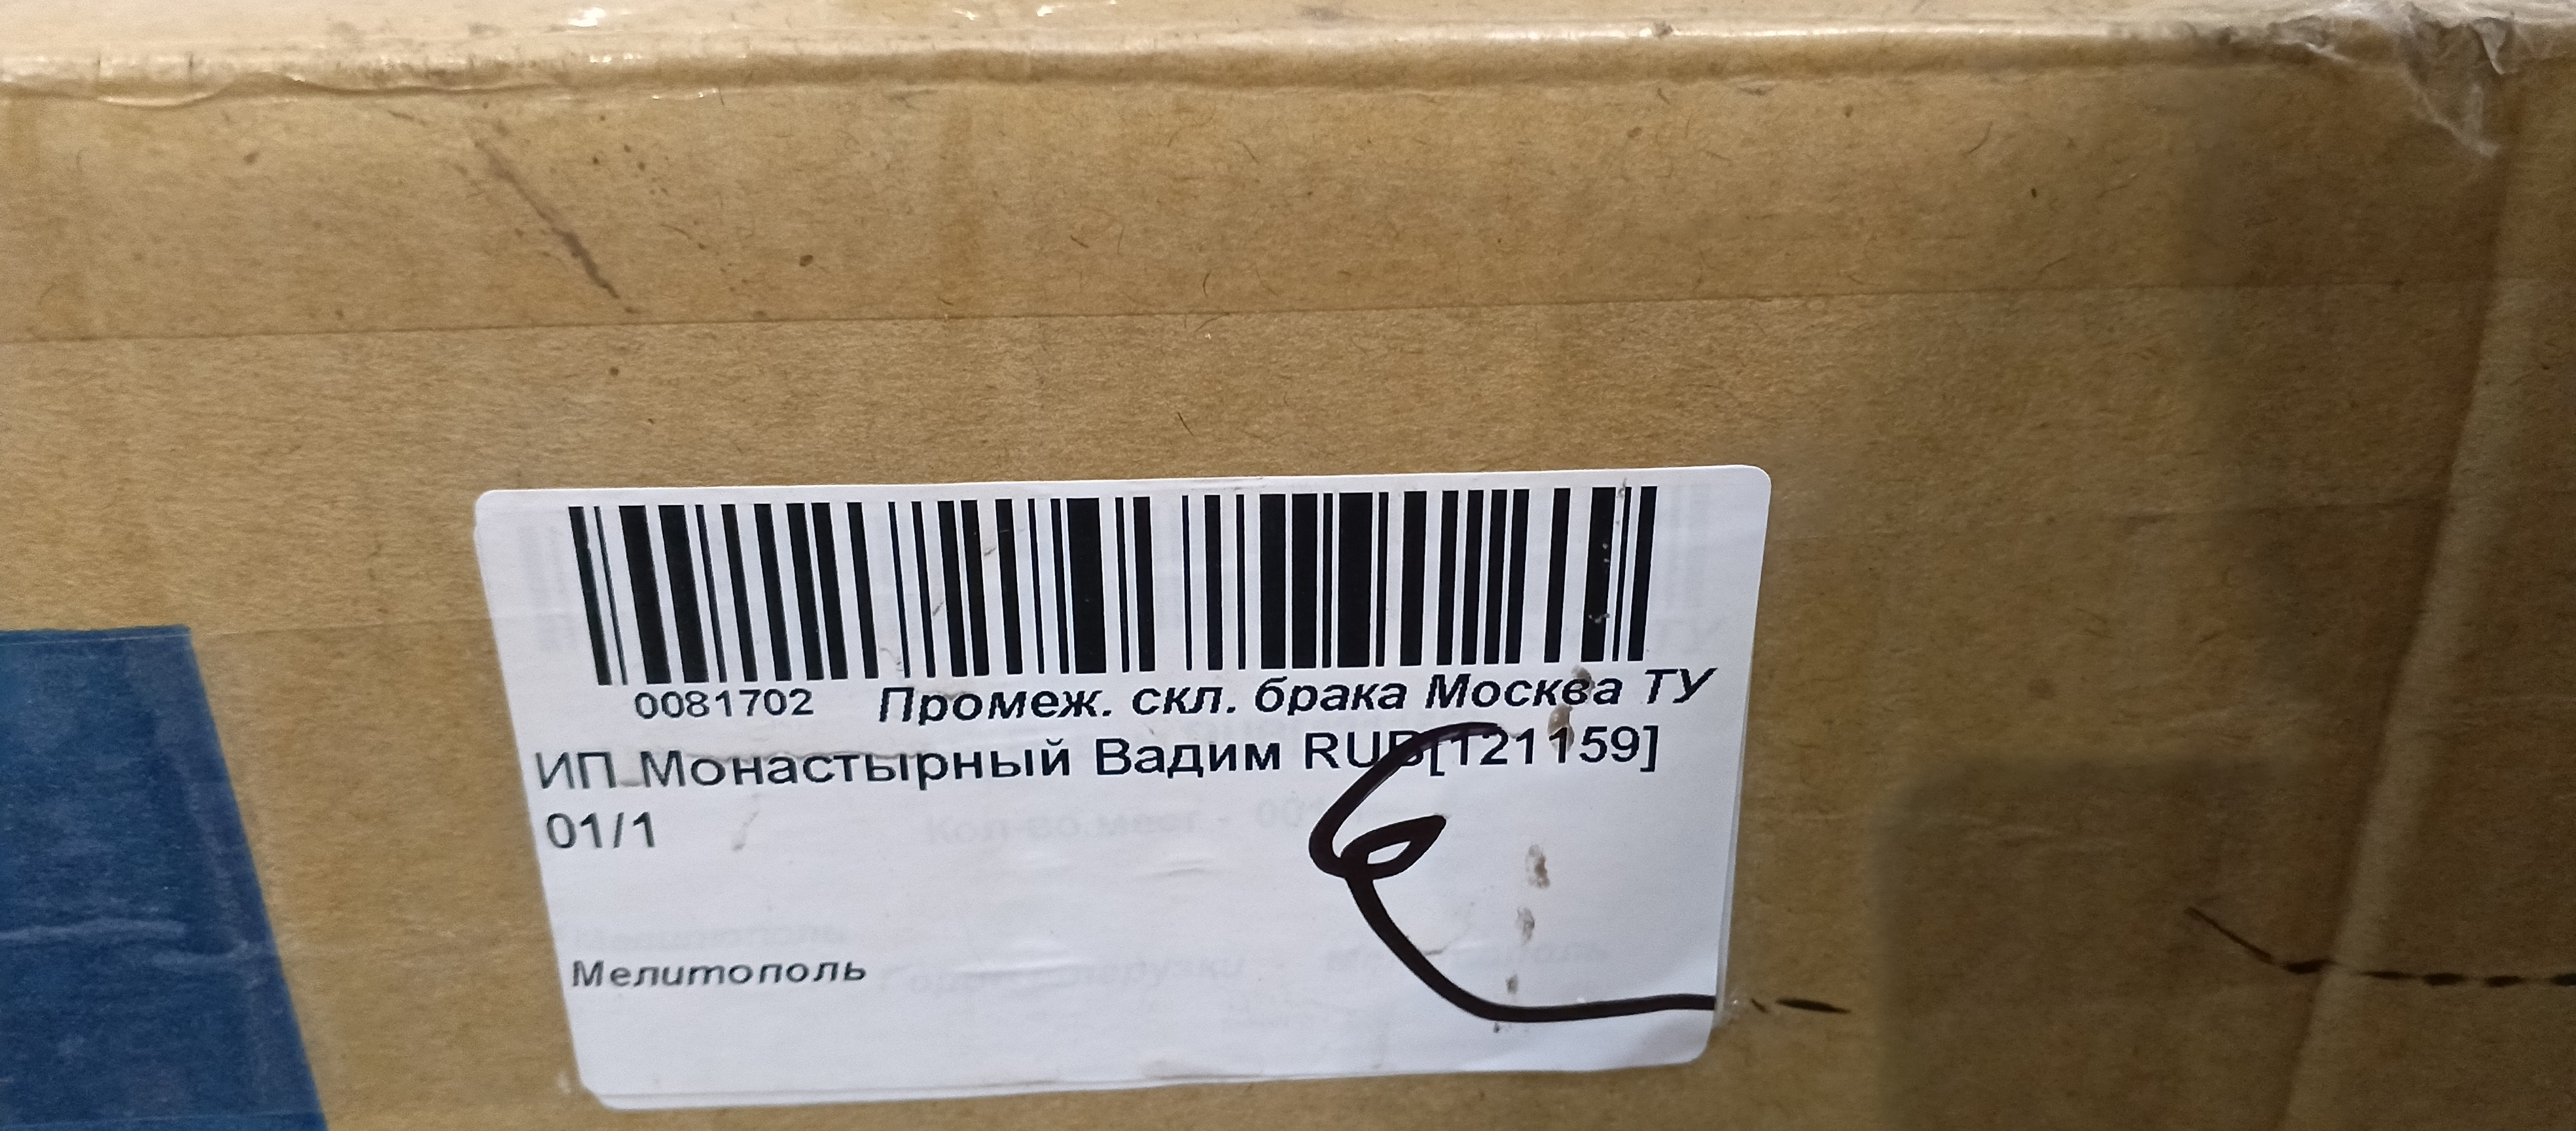 0081702 Промеж. скл. брака Москва ТУ
ИП Монастырный Вадим RUB[121159]
01/1
Мелитополь